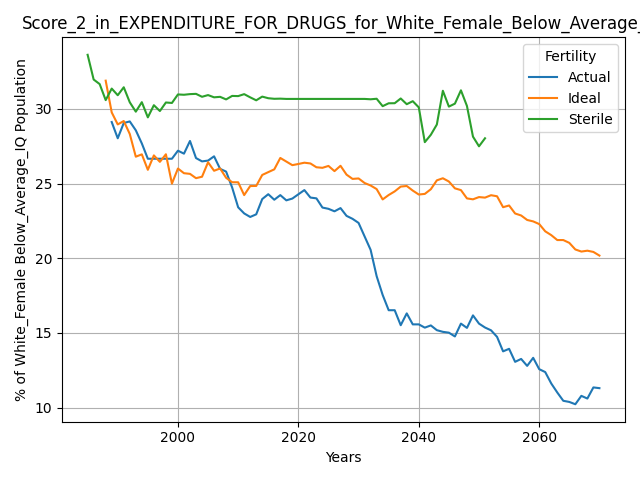 Score_2_in_EXPENDITURE_FOR_DRUGS_for_White_Female_Below_Average_
% of White_Female Below_Average_IQ Population
30
25
20
15
10
2000
2020
2040
2060
Years
Fertility
Actual
Ideal
Sterile